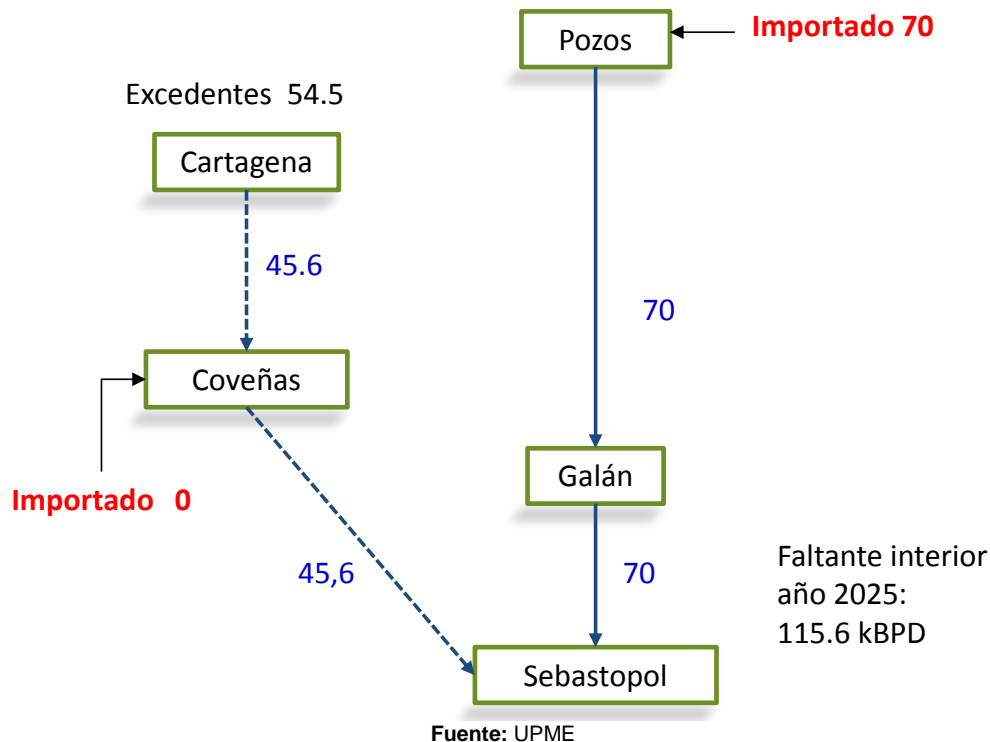 Importado 70
Pozos
Excedentes 54.5
Cartagena
45.6
70
Coveñas
Galán
Importado 0
45,6
70
Faltante interior
año 2025:
115.6 kBPD
Sebastopol
Fuente: UPME